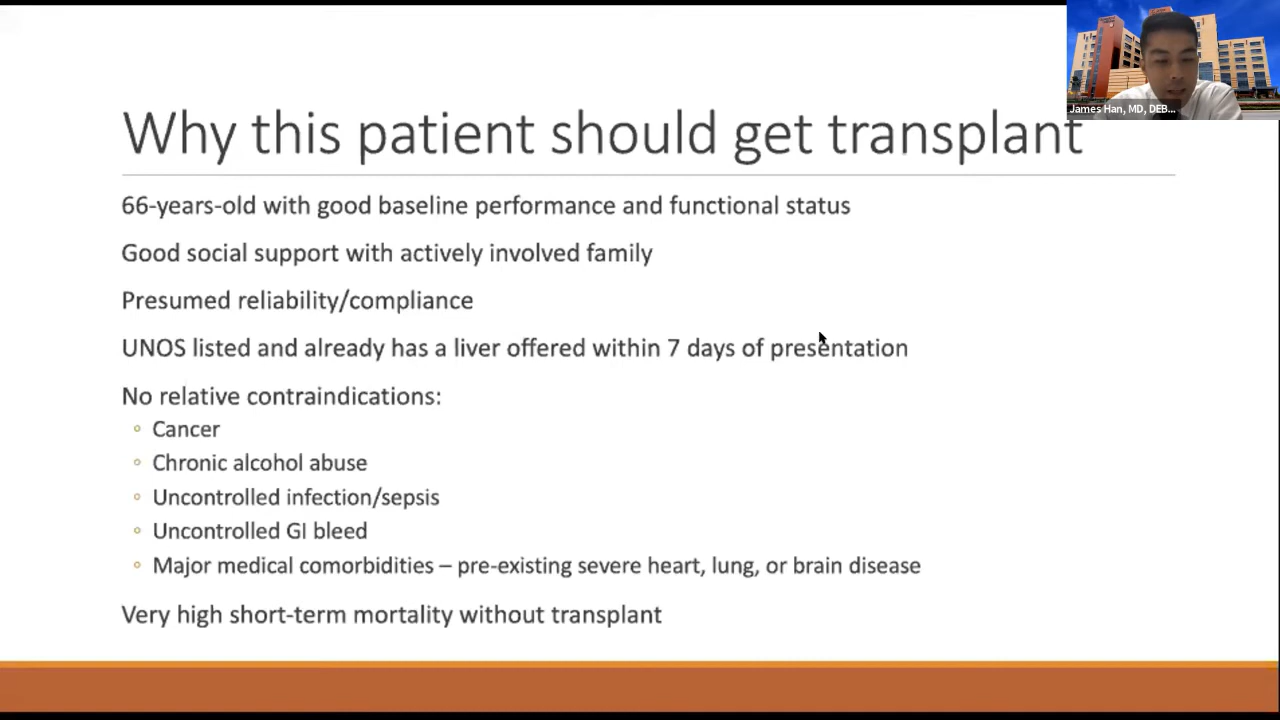 James Han, MD, DEB...
Why this patient should get transplant
66-years-old with good baseline performance and functional status
Good social support with actively involved family
Presumed reliability/compliance
UNOS listed and already has a liver offered within 7 days of presentation
No relative contraindications:
Cancer
Chronic alcohol abuse
Uncontrolled infection/sepsis
Uncontrolled GI bleed
Major medical comorbidities – pre-existing severe heart, lung, or brain disease
Very high short-term mortality without transplant